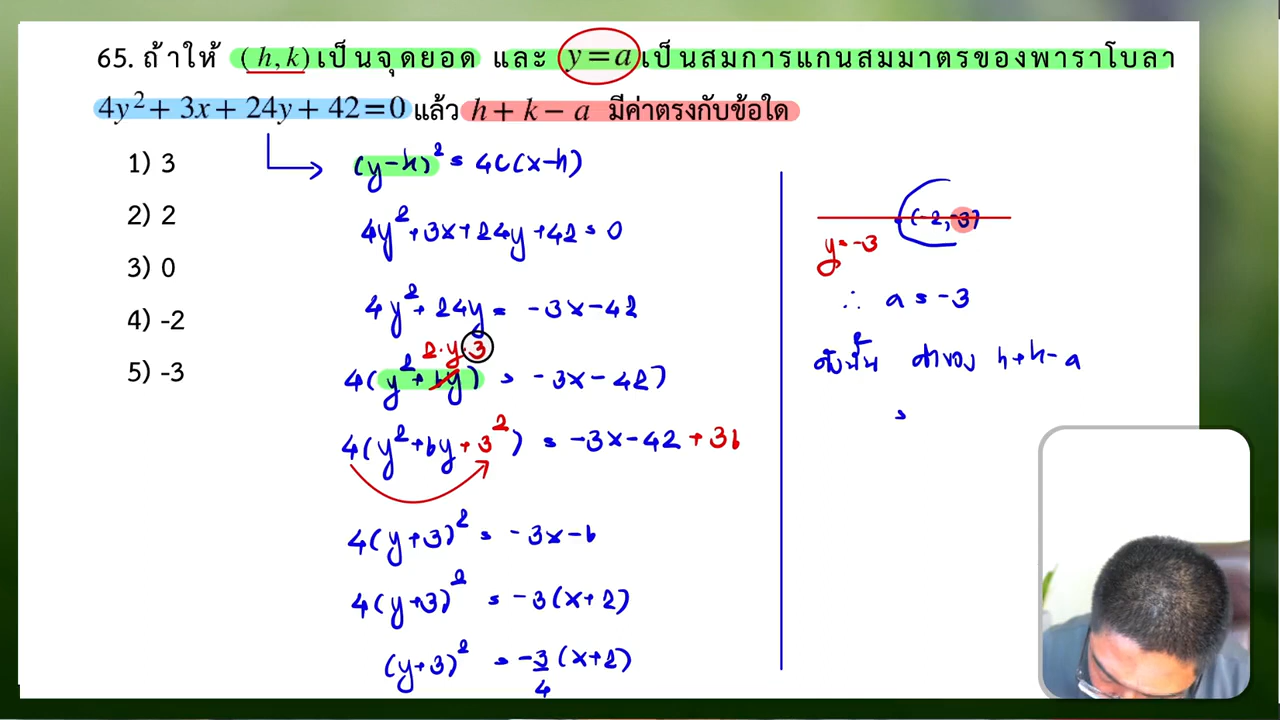 65. ถ้าให้ (h,k) เป็นจุดยอด และ y=a เป็นสมการแกนสมมาตรของพาราโบลา
4y²+3x+24y+42=0 แล้ว h+k−a มีค่าตรงกับข้อใด
1) 3
2) 2
3) 0
4) -2
5) -3
(y-k)² = 4c(x-h)
4y²+3x+24y+42=0
4y²+24y = -3x-42
2·y·3
4(y²+6y) = -3x-42)
4(y²+6y+3²) = -3x-42+36
4(y+3)² = -3x-6
4(y+3)² = -3(x+2)
(y+3)² = -3/4 (x+2)
(-2,-3)
y=-3
∴ a = -3
ดังนั้น ค่าของ h+k-a
=